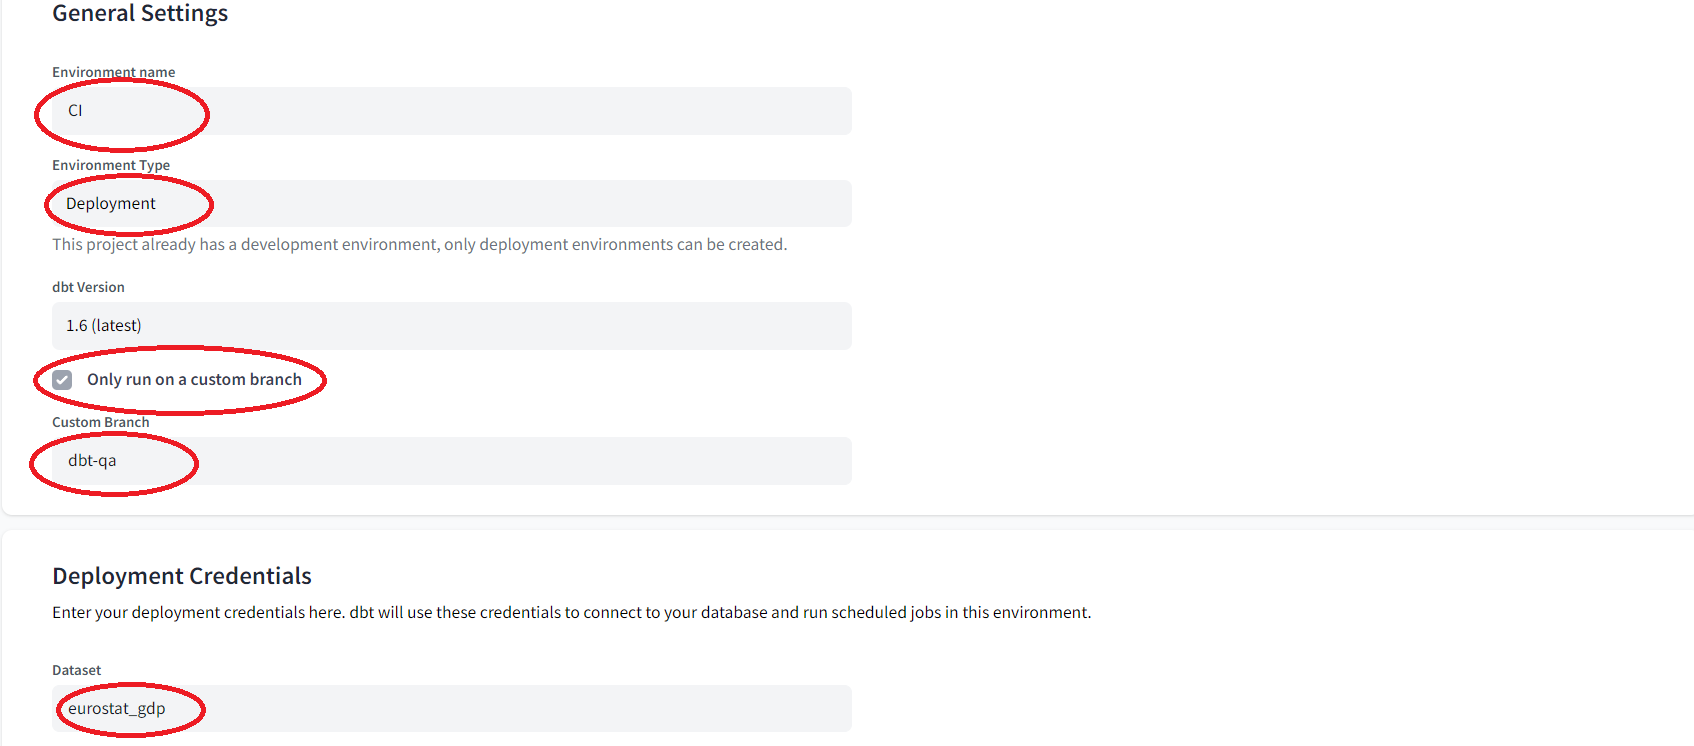 General Settings
Environment name
CI
Environment Type
Deployment
This project already has a development environment, only deployment environments can be created.
dbt Version
1.6 (latest)
Only run on a custom branch
Custom Branch
dbt-qa
Deployment Credentials
Enter your deployment credentials here. dbt will use these credentials to connect to your database and run scheduled jobs in this environment.
Dataset
eurostat_gdp